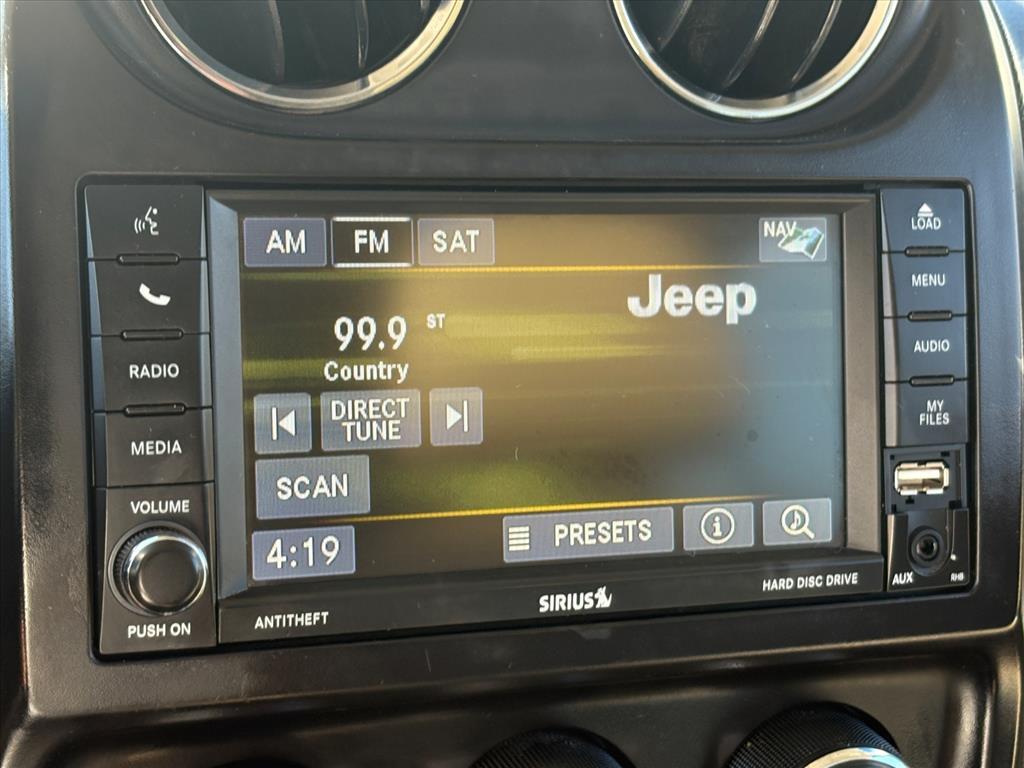 AM
FM
SAT
NAV
LOAD
Jeep
MENU
99.9 ST
Country
RADIO
AUDIO
DIRECT
TUNE
MY
FILES
MEDIA
SCAN
VOLUME
PRESETS
4:19
AUX
RHB
HARD DISC DRIVE
SIRIUS
ANTITHEFT
PUSH ON